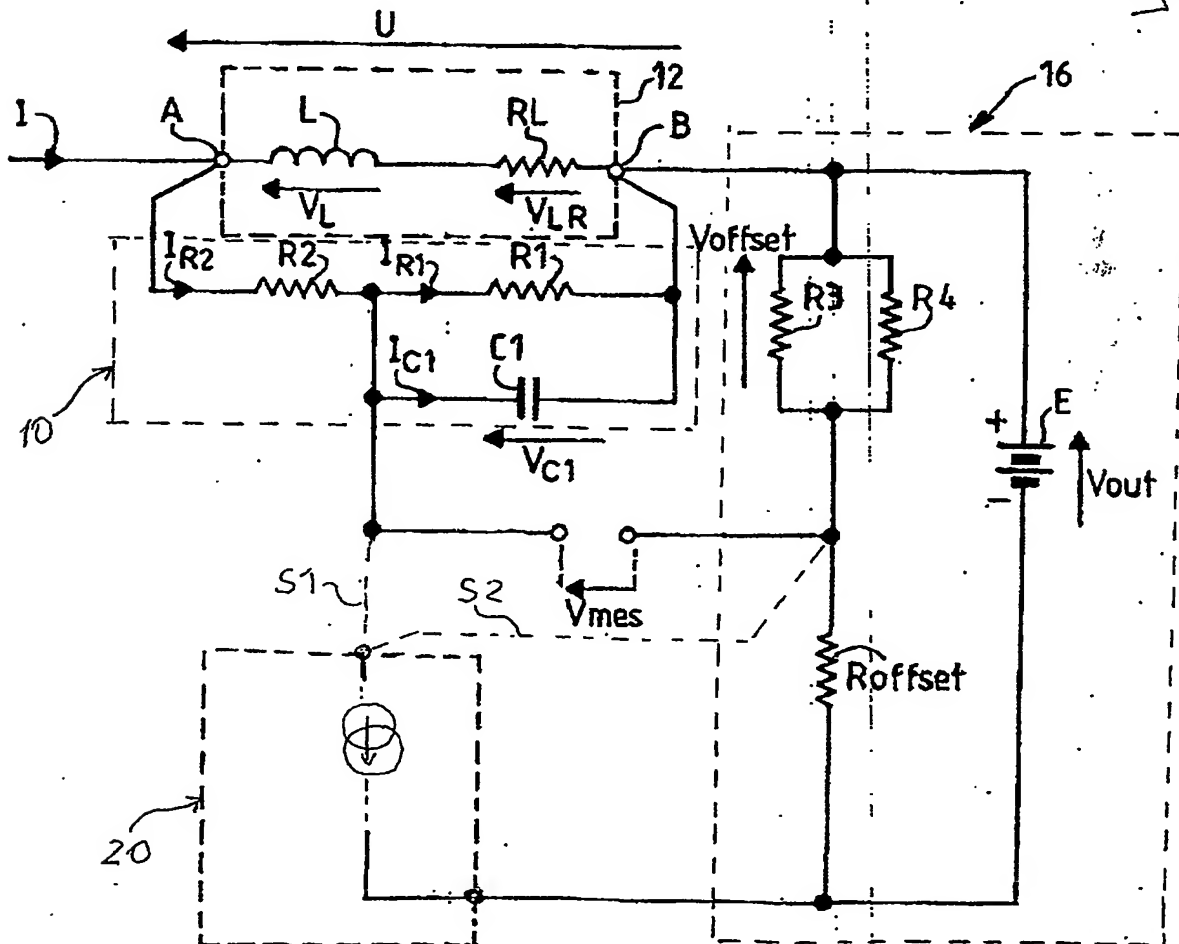 U
12
16
I
A
L
RL
B
VL
VLR
Voffset
IR2
R2
IR1
R1
R3
R4
IC1
C1
10
VC1
+
E
-
Vout
S1
S2
Vmes
Roffset
20